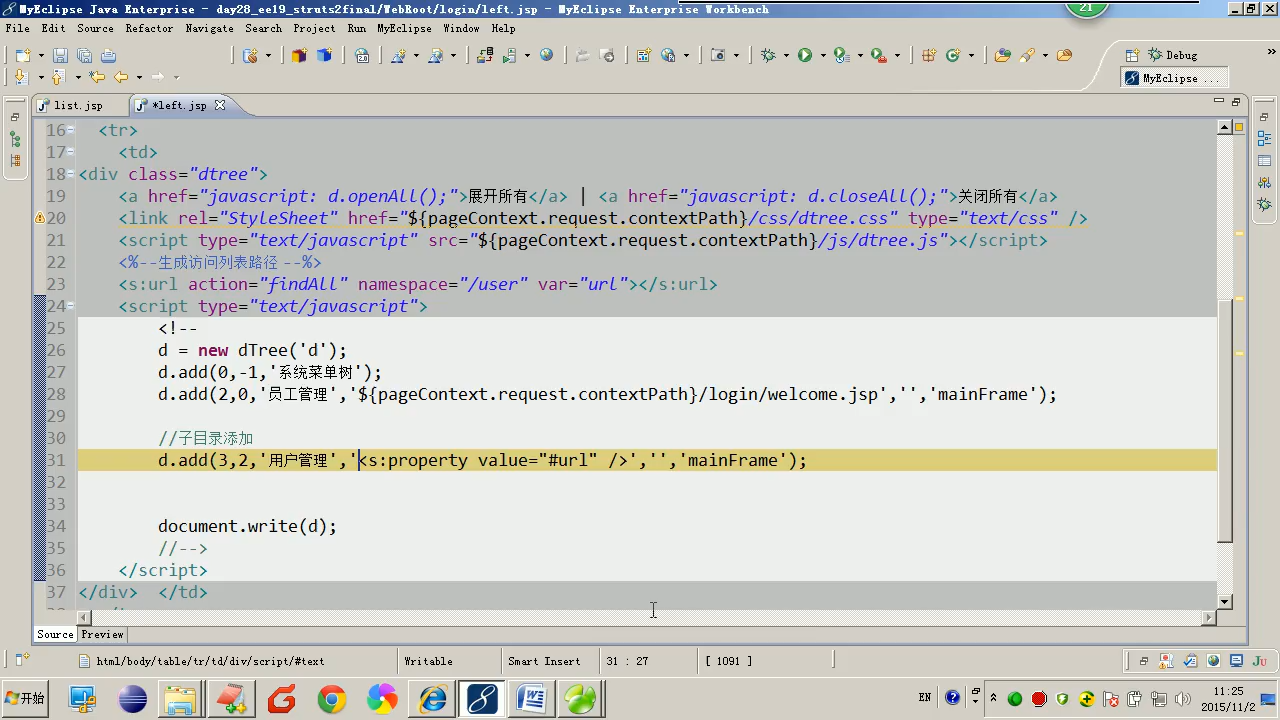 MyEclipse Java Enterprise - day28_ee19_struts2final/WebRoot/login/left.jsp - MyEclipse Enterprise Workbench
21
File Edit Source Refactor Navigate Search Project Run MyEclipse Window Help
Debug
MyEclipse ...
list.jsp *left.jsp
16 <tr>
17 <td>
18 <div class="dtree">
19 <a href="javascript: d.openAll();">展开所有</a> | <a href="javascript: d.closeAll();">关闭所有</a>
20 <link rel="StyleSheet" href="${pageContext.request.contextPath}/css/dtree.css" type="text/css" />
21 <script type="text/javascript" src="${pageContext.request.contextPath}/js/dtree.js"></script>
22 <%--生成访问列表路径 --%>
23 <s:url action="findAll" namespace="/user" var="url"></s:url>
24 <script type="text/javascript">
25 <!--
26 d = new dTree('d');
27 d.add(0,-1,'系统菜单树');
28 d.add(2,0,'员工管理','${pageContext.request.contextPath}/login/welcome.jsp','','mainFrame');
29
30 //子目录添加
31 d.add(3,2,'用户管理','<s:property value="#url" />','','mainFrame');
32
33
34 document.write(d);
35 //-->
36 </script>
37 </div> </td>
Source Preview
html/body/table/tr/td/div/script/#text Writable Smart Insert 31 : 27 [ 1091 ]
开始 EN 11:25
2015/11/2